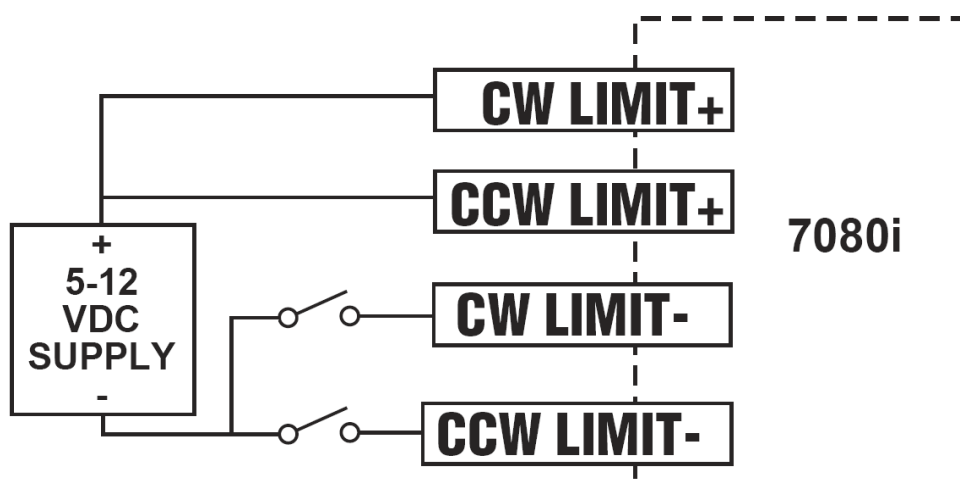 CW LIMIT+
CCW LIMIT+
7080i
+
5-12
VDC
SUPPLY
-
CW LIMIT-
CCW LIMIT-